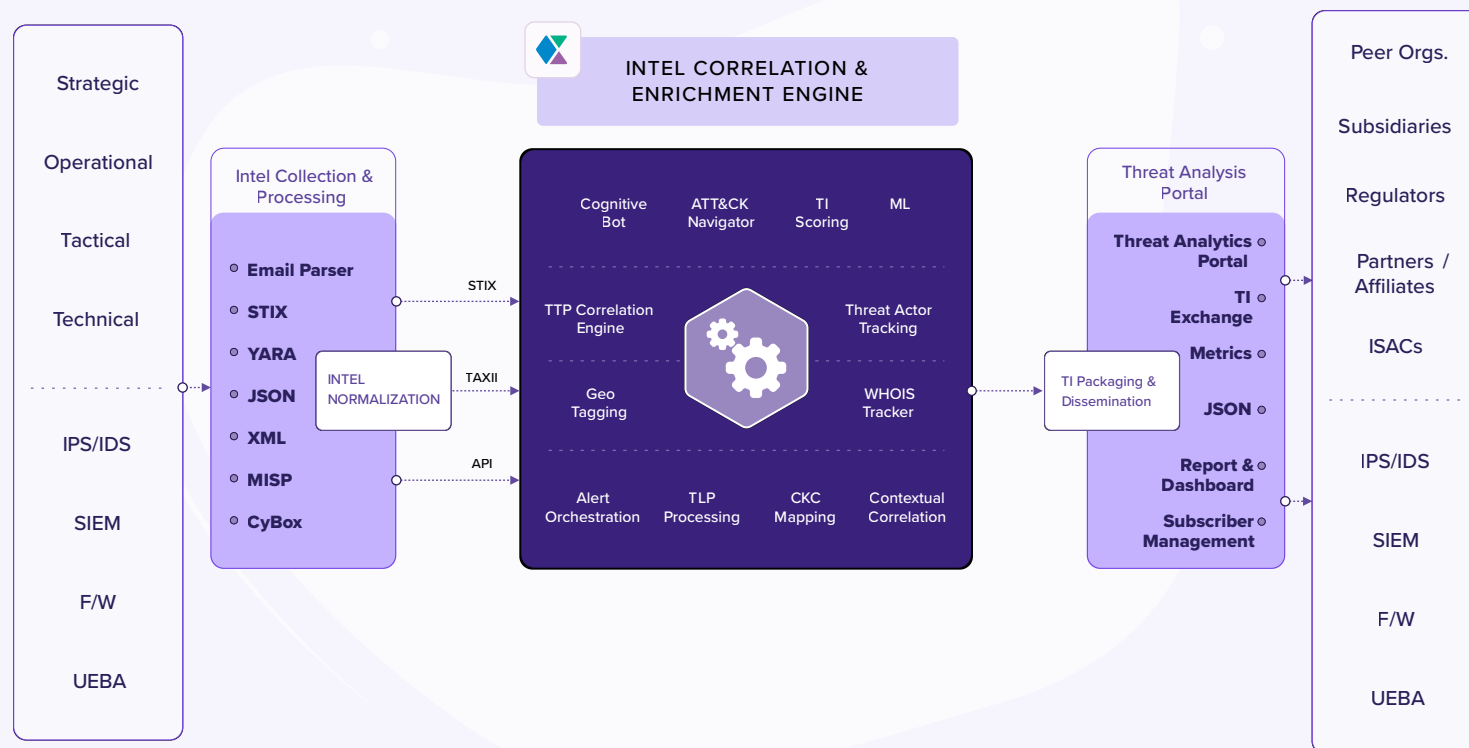 Strategic
Operational
Tactical
Technical
IPS/IDS
SIEM
F/W
UEBA
Intel Collection &
Processing
Email Parser
STIX
YARA
JSON
XML
MISP
CyBox
INTEL
NORMALIZATION
STIX
TAXII
API
INTEL CORRELATION &
ENRICHMENT ENGINE
Cognitive
Bot
ATT&CK
Navigator
TI
Scoring
ML
TTP Correlation
Engine
Threat Actor
Tracking
Geo
Tagging
WHOIS
Tracker
Alert
Orchestration
TLP
Processing
CKC
Mapping
Contextual
Correlation
TI Packaging &
Dissemination
Threat Analysis
Portal
Threat Analytics
Portal
TI
Exchange
Metrics
JSON
Report &
Dashboard
Subscriber
Management
Peer Orgs.
Subsidiaries
Regulators
Partners /
Affiliates
ISACs
IPS/IDS
SIEM
F/W
UEBA